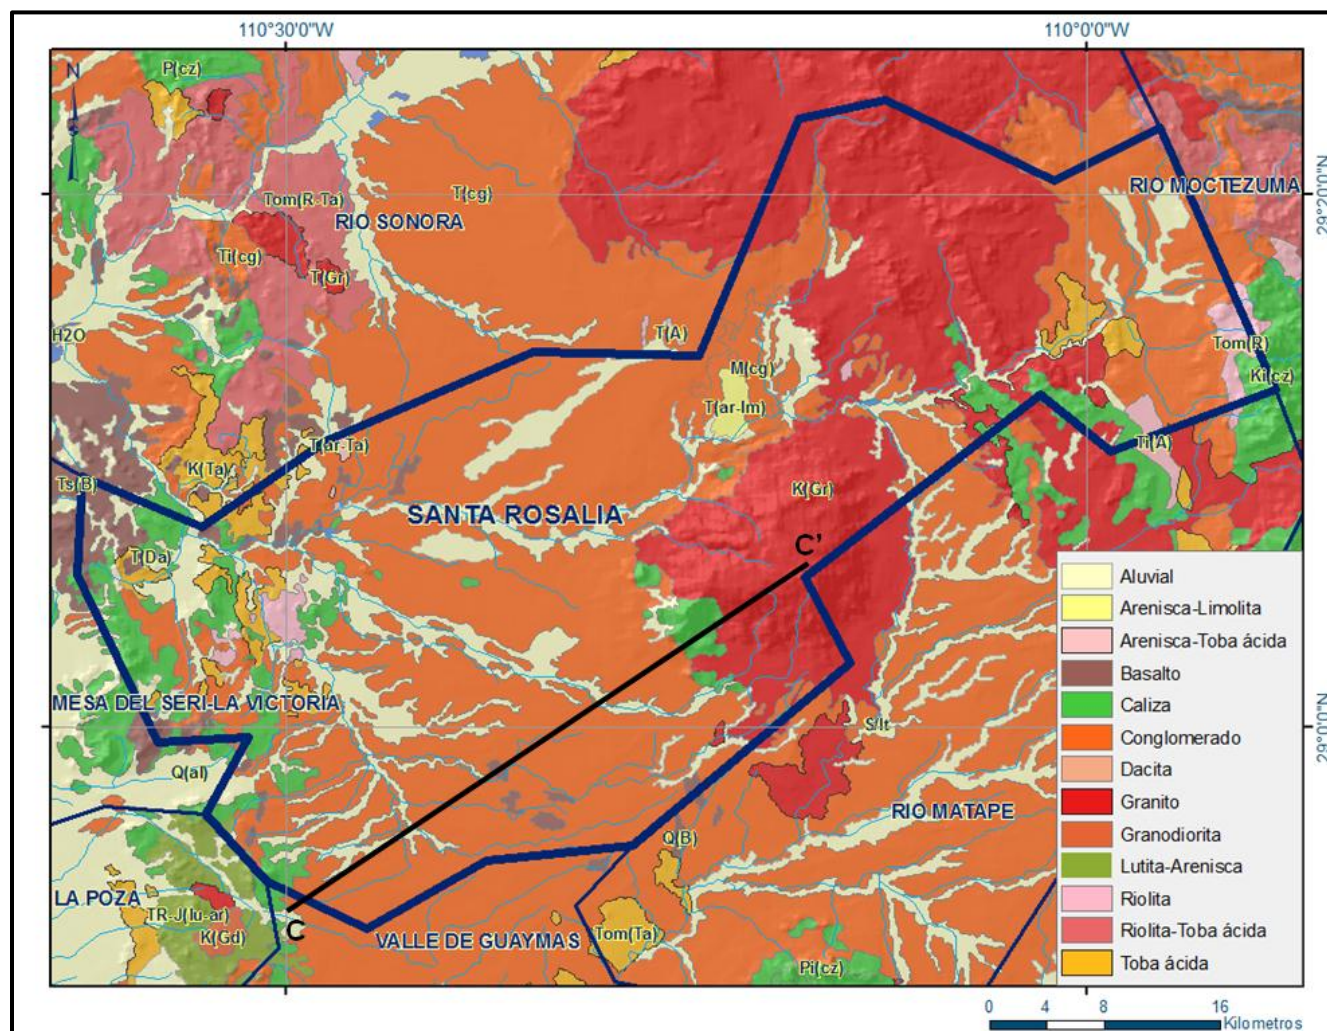 110°30'0"W
110°0'0"W
N
P(cz)
29°20'0"N
RIO MOCTEZUMA
T(cg)
Tom(R-Ta)
RIO SONORA
Ti(cg)
T(Gr)
H2O
T(A)
Tom(R)
M(cg)
Ki(cz)
T(ar-lm)
T(ar-Ta)
Ti(A)
K(Ta)
Ts(B)
K(Gr)
SANTA ROSALIA
C'
T(Da)
Aluvial
Arenisca-Limolita
Arenisca-Toba ácida
Basalto
Caliza
Conglomerado
Dacita
Granito
Granodiorita
Lutita-Arenisca
Riolita
Riolita-Toba ácida
Toba ácida
MESA DEL SERI-LA VICTORIA
S/It
29°0'0"N
Q(al)
RIO MATAPE
Q(B)
LA POZA
TR-J(lu-ar)
C
K(Gd)
VALLE DE GUAYMAS
Tom(Ta)
Pi(cz)
0 4 8 16
Kilometros